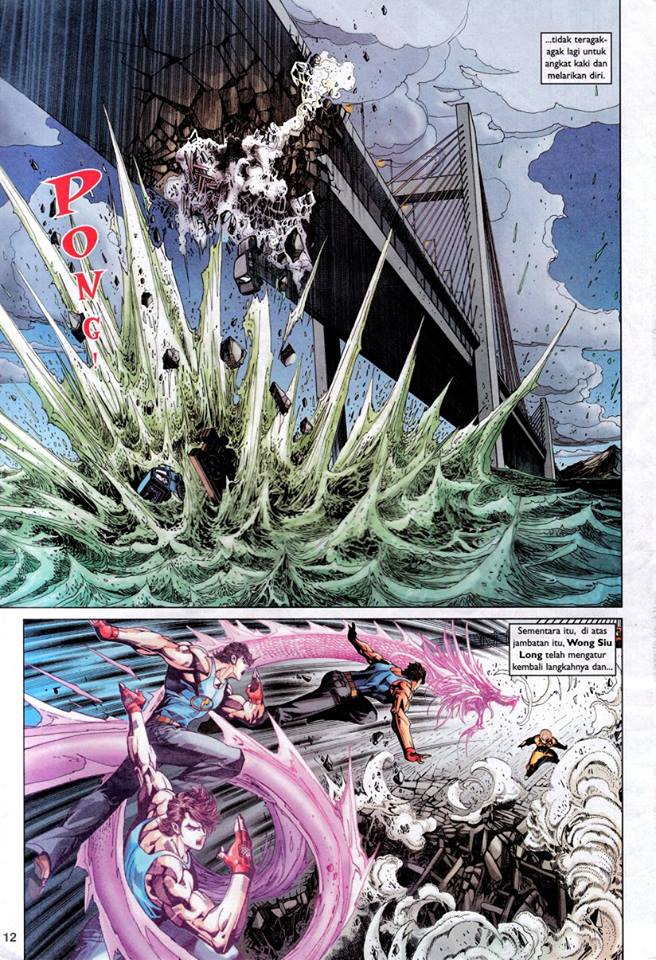 ...tidak teragak-
agak lagi untuk
angkat kaki dan
melarikan diri.
PONG!
Sementara itu, di atas
jambatan itu, Wong Siu
Long telah mengatur
kembali langkahnya dan...
12